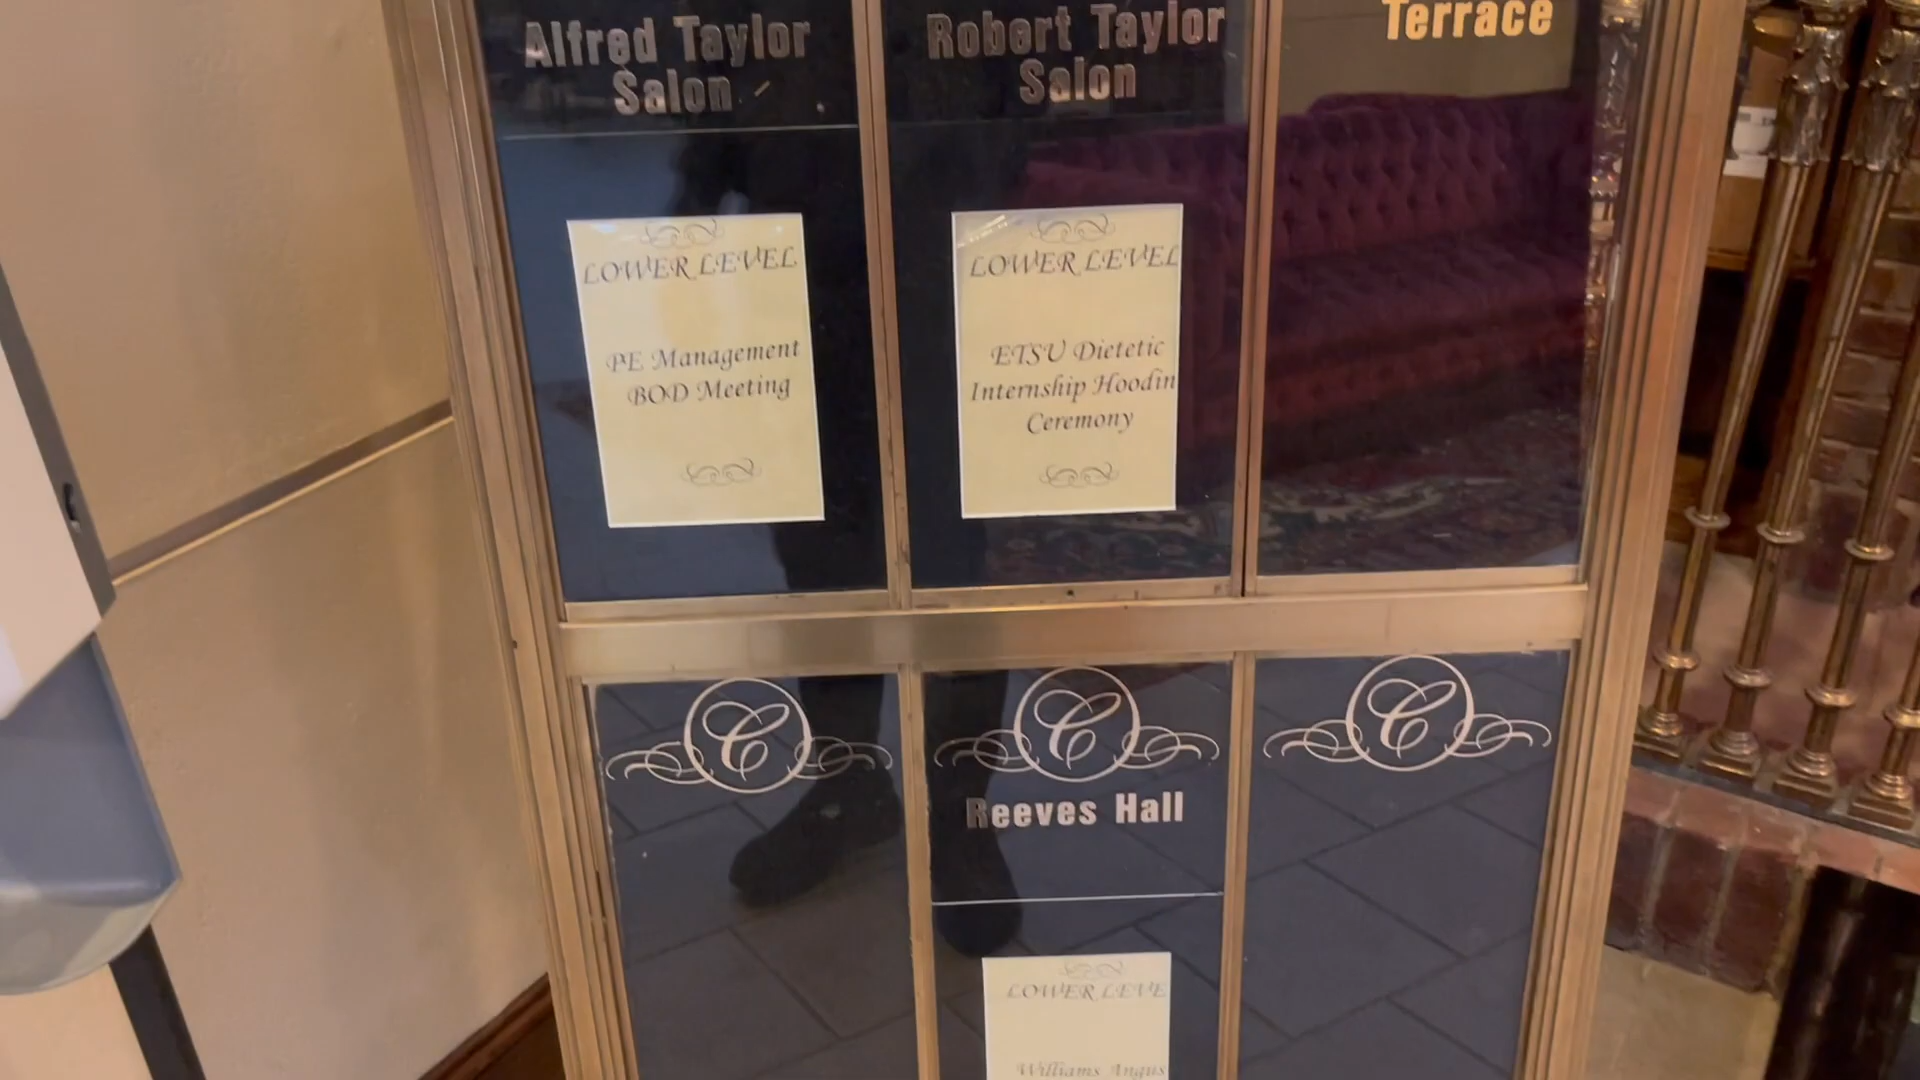 Alfred Taylor
Salon
LOWER LEVEL
PE Management
BOD Meeting
Robert Taylor
Salon
LOWER LEVEL
ETSU Dietetic
Internship Hoodin
Ceremony
Terrace
C
C
Reeves Hall
LOWER LEVE
Williams Angus
C